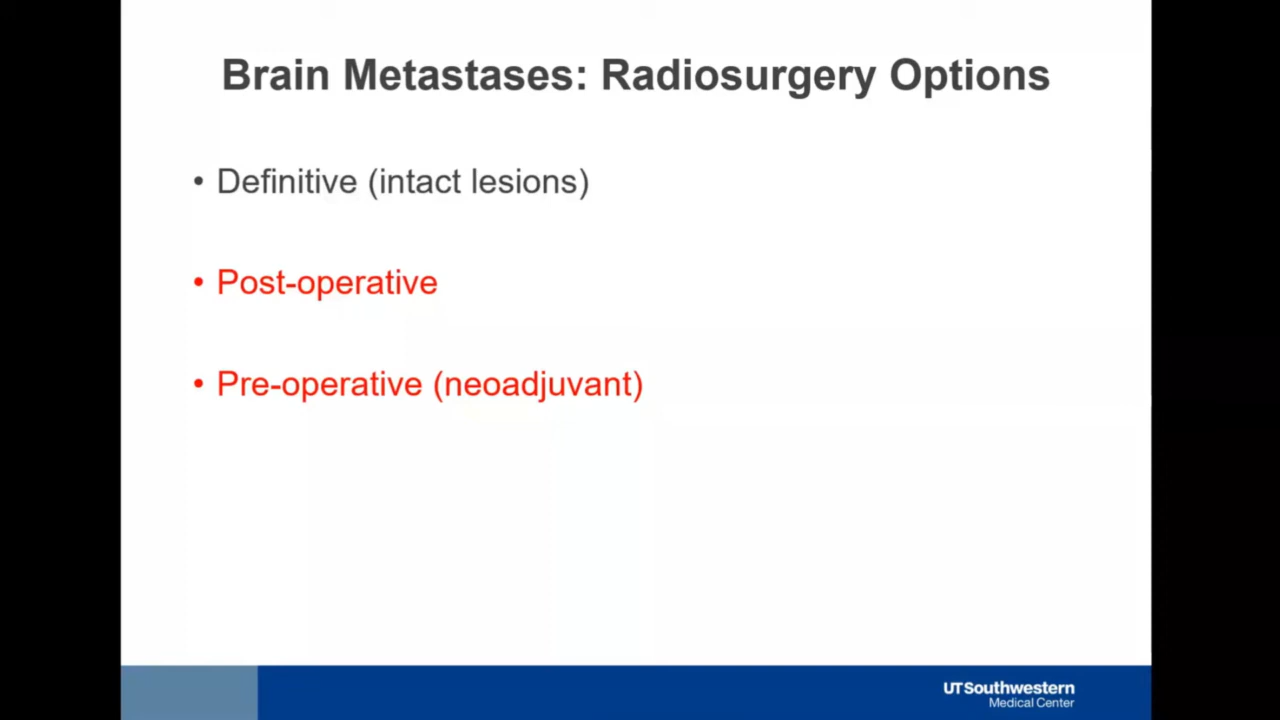 Brain Metastases: Radiosurgery Options
• Definitive (intact lesions)
• Post-operative
• Pre-operative (neoadjuvant)
UTSouthwestern
Medical Center